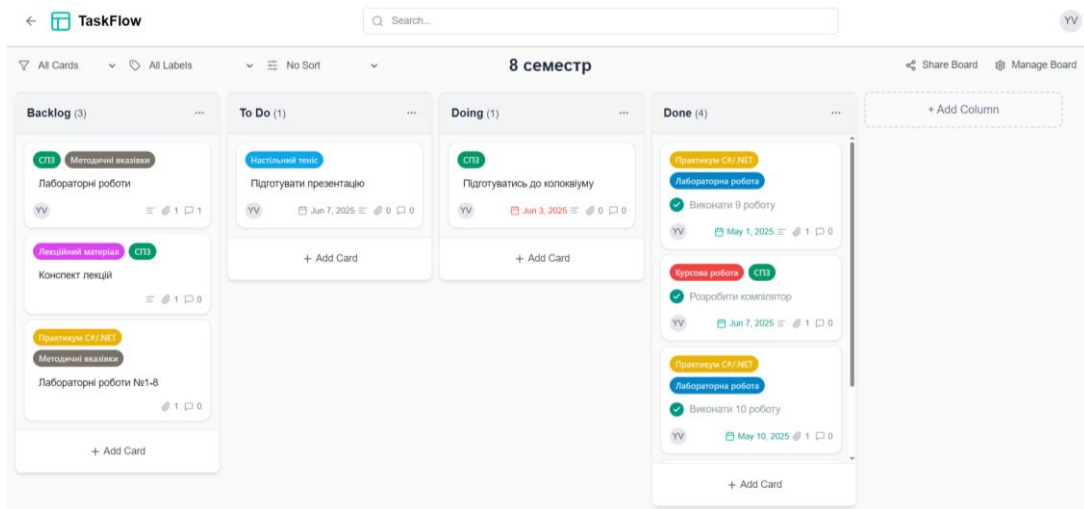 TaskFlow
Search...
YV
All Cards
All Labels
No Sort
8 семестр
Share Board
Manage Board
Backlog (3)
СПЗ Методичні вказівки
Лабораторні роботи
YV 1 1
Лекційний матеріал СПЗ
Конспект лекцій
1 0
Практикум C#/.NET
Методичні вказівки
Лабораторні роботи №1-8
1 0
+ Add Card
To Do (1)
Настільний теніс
Підготувати презентацію
YV Jun 7, 2025 0 0
+ Add Card
Doing (1)
СПЗ
Підготуватись до колоквіуму
YV Jun 3, 2025 0 0
+ Add Card
Done (4)
Практикум C#/.NET
Лабораторна робота
Виконати 9 роботу
YV May 1, 2025 1 0
Курсова робота СПЗ
Розробити компілятор
YV Jun 7, 2025 1 0
Практикум C#/.NET
Лабораторна робота
Виконати 10 роботу
YV May 10, 2025 1 0
+ Add Card
+ Add Column